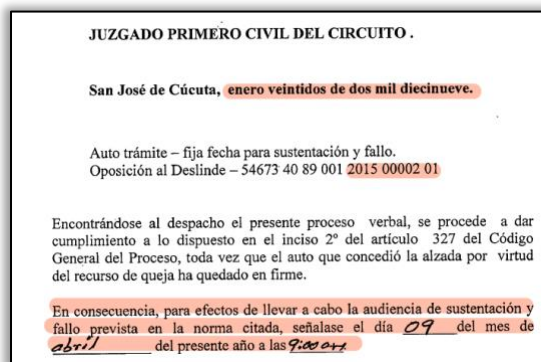 JUZGADO PRIMERO CIVIL DEL CIRCUITO .
San José de Cúcuta, enero veintidos de dos mil diecinueve.
Auto trámite – fija fecha para sustentación y fallo.
Oposición al Deslinde – 54673 40 89 001 2015 00002 01
Encontrándose al despacho el presente proceso verbal, se procede a dar
cumplimiento a lo dispuesto en el inciso 2º del artículo 327 del Código
General del Proceso, toda vez que el auto que concedió la alzada por virtud
del recurso de queja ha quedado en firme.
En consecuencia, para efectos de llevar a cabo la audiencia de sustentación y
fallo prevista en la norma citada, señálase el día 09 del mes de
abril del presente año a las 9:00 am.